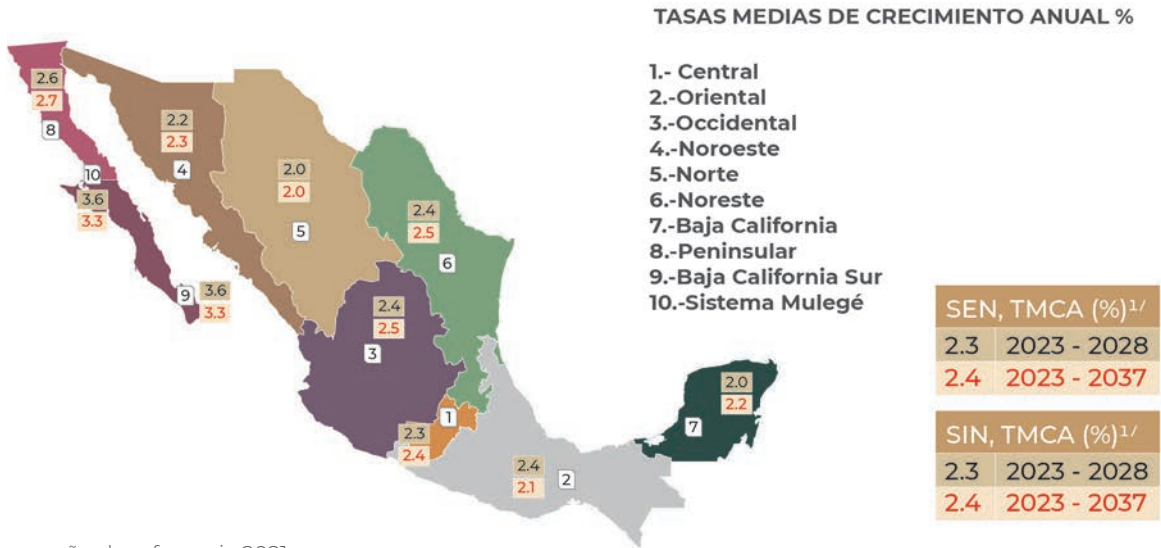 TASAS MEDIAS DE CRECIMIENTO ANUAL %
1.- Central
2.-Oriental
3.-Occidental
4.-Noroeste
5.-Norte
6.-Noreste
7.-Baja California
8.-Peninsular
9.-Baja California Sur
10.-Sistema Mulegé
2.6
2.7
8
10
3.6
3.3
9
3.6
3.3
2.2
2.3
4
2.0
2.0
5
2.4
2.5
6
2.4
2.5
3
1
2.3
2.4
2.4
2.1
2
2.0
2.2
7
SEN, TMCA (%)1/
2.3 2023 - 2028
2.4 2023 - 2037
SIN, TMCA (%)1/
2.3 2023 - 2028
2.4 2023 - 2037